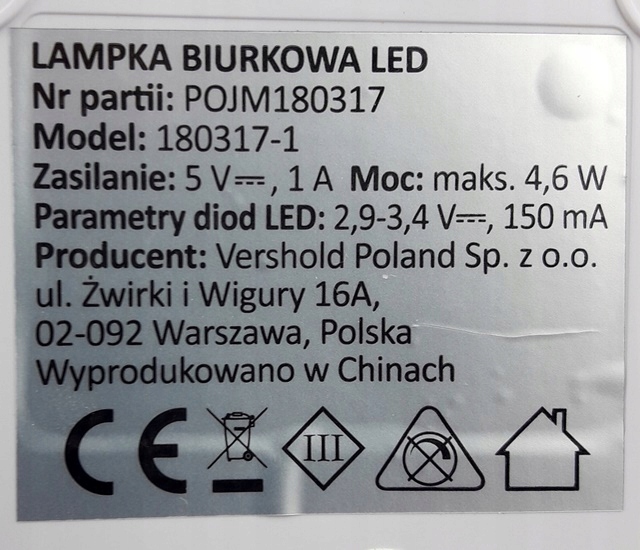 LAMPKA BIURKOWA LED
Nr partii: POJM180317
Model: 180317-1
Zasilanie: 5 V⎓, 1 A Moc: maks. 4,6 W
Parametry diod LED: 2,9-3,4 V⎓, 150 mA
Producent: Vershold Poland Sp. z o.o.
ul. Żwirki i Wigury 16A,
02-092 Warszawa, Polska
Wyprodukowano w Chinach
CE III